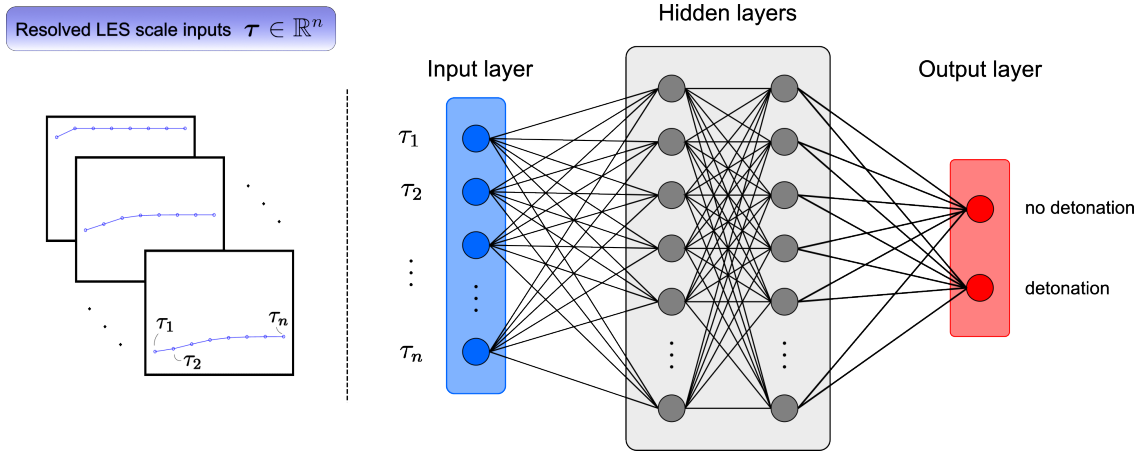 Resolved LES scale inputs τ ∈ ℝⁿ
Hidden layers
Input layer
Output layer
τ₁
τ₂
τₙ
no detonation
detonation
τ₁
τ₂
τₙ